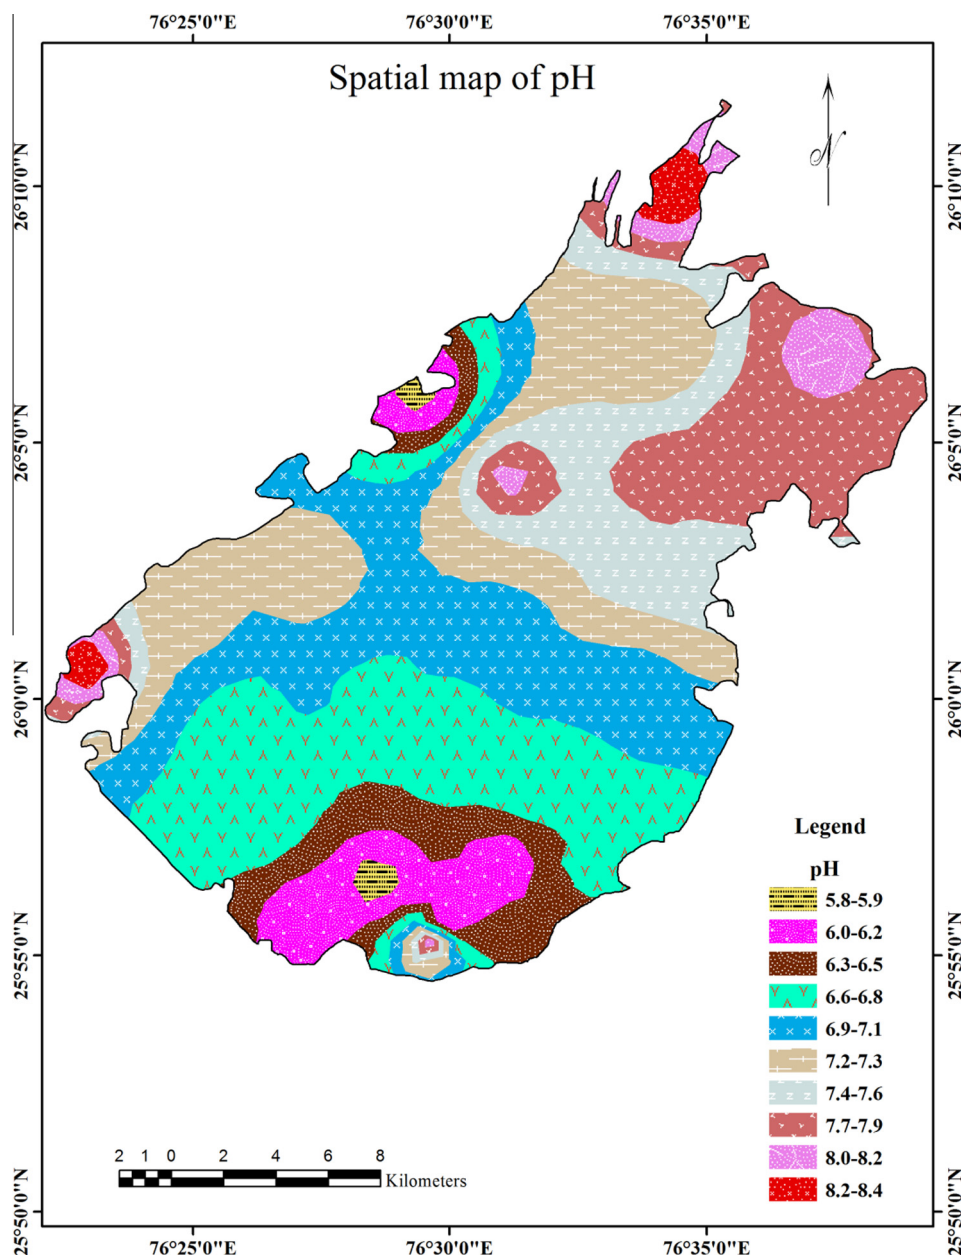 76°25'0"E 76°30'0"E 76°35'0"E
Spatial map of pH
N
26°10'0"N 26°10'0"N
26°5'0"N 26°5'0"N
26°0'0"N 26°0'0"N
25°55'0"N 25°55'0"N
25°50'0"N 25°50'0"N
Legend
pH
5.8-5.9
6.0-6.2
6.3-6.5
6.6-6.8
6.9-7.1
7.2-7.3
7.4-7.6
7.7-7.9
8.0-8.2
8.2-8.4
2 1 0 2 4 6 8
Kilometers
76°25'0"E 76°30'0"E 76°35'0"E